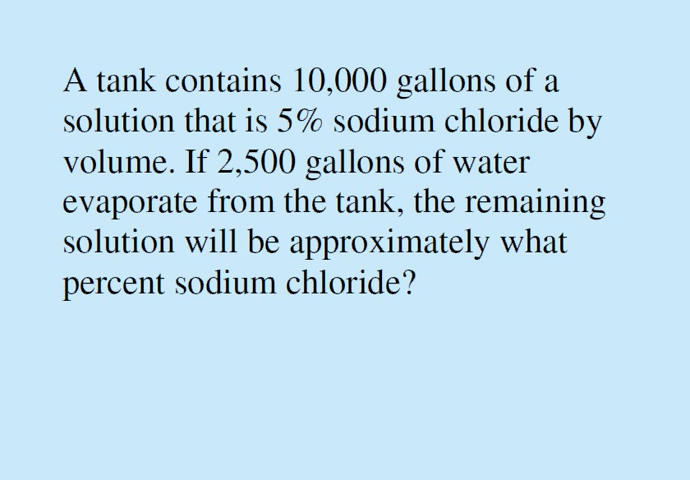 A tank contains 10,000 gallons of a
solution that is 5% sodium chloride by
volume. If 2,500 gallons of water
evaporate from the tank, the remaining
solution will be approximately what
percent sodium chloride?